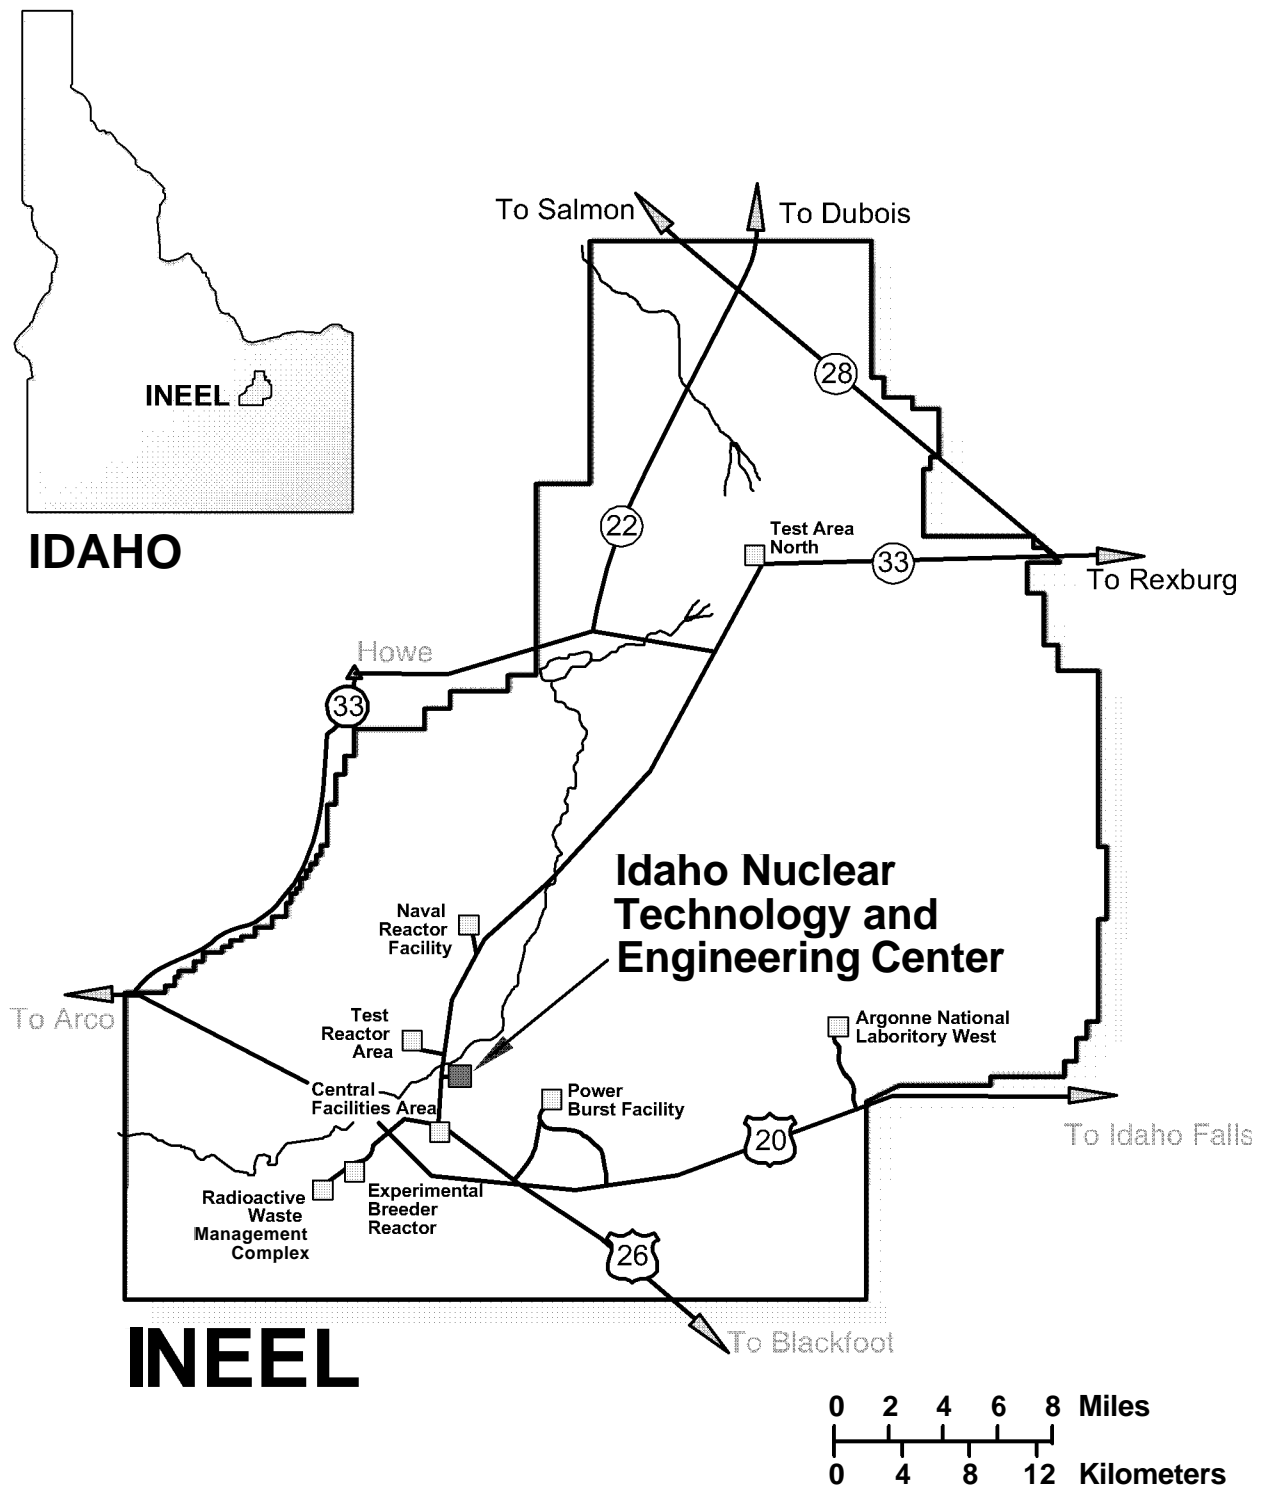 To Salmon
To Dubois
28
INEEL
IDAHO
22
Test Area
North
33
To Rexburg
Howe
33
Idaho Nuclear
Technology and
Engineering Center
Naval
Reactor
Facility
To Arco
Test
Reactor
Area
Argonne National
Laboritory West
Central
Facilities Area
Power
Burst Facility
20
To Idaho Falls
Radioactive
Waste
Management
Complex
Experimental
Breeder
Reactor
26
INEEL
To Blackfoot
0 2 4 6 8 Miles
0 4 8 12 Kilometers